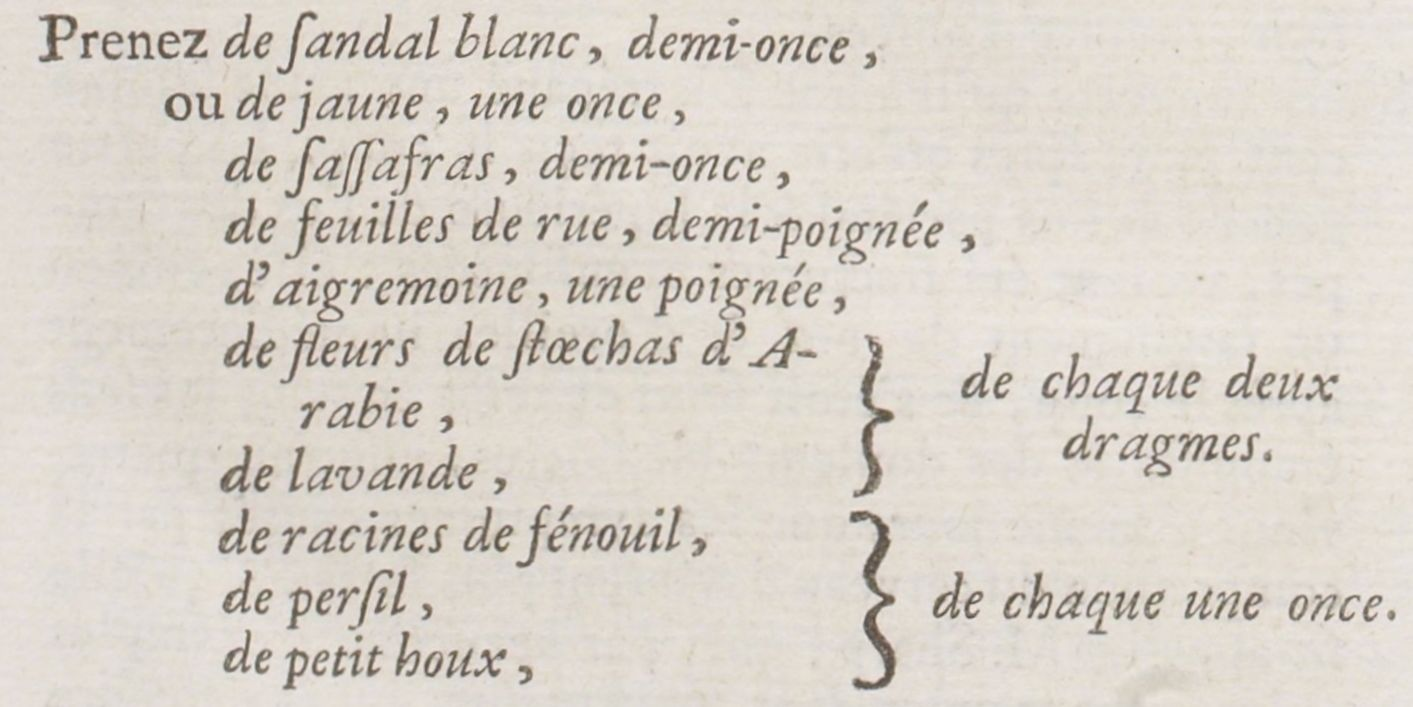 Prenez de ſandal blanc, demi-once,
ou de jaune, une once,
de ſaſſafras, demi-once,
de feuilles de rue, demi-poignée,
d'aigremoine, une poignée,
de fleurs de ſtœchas d'A-
rabie,
de lavande,
de chaque deux
dragmes.
de racines de fénouil,
de perſil,
de petit houx,
de chaque une once.